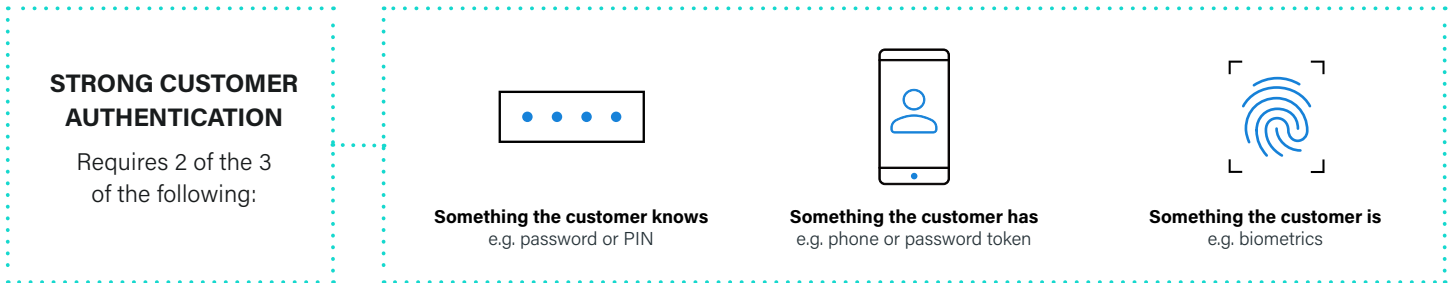 STRONG CUSTOMER
AUTHENTICATION
Requires 2 of the 3
of the following:
Something the customer knows
e.g. password or PIN
Something the customer has
e.g. phone or password token
Something the customer is
e.g. biometrics